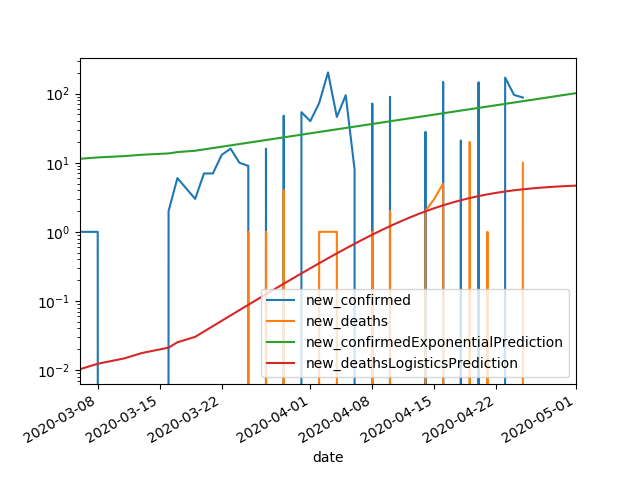 10²
10¹
10⁰
10⁻¹
10⁻²
new_confirmed
new_deaths
new_confirmedExponentialPrediction
new_deathsLogisticsPrediction
2020-03-08
2020-03-15
2020-03-22
2020-04-01
2020-04-08
2020-04-15
2020-04-22
2020-05-01
date